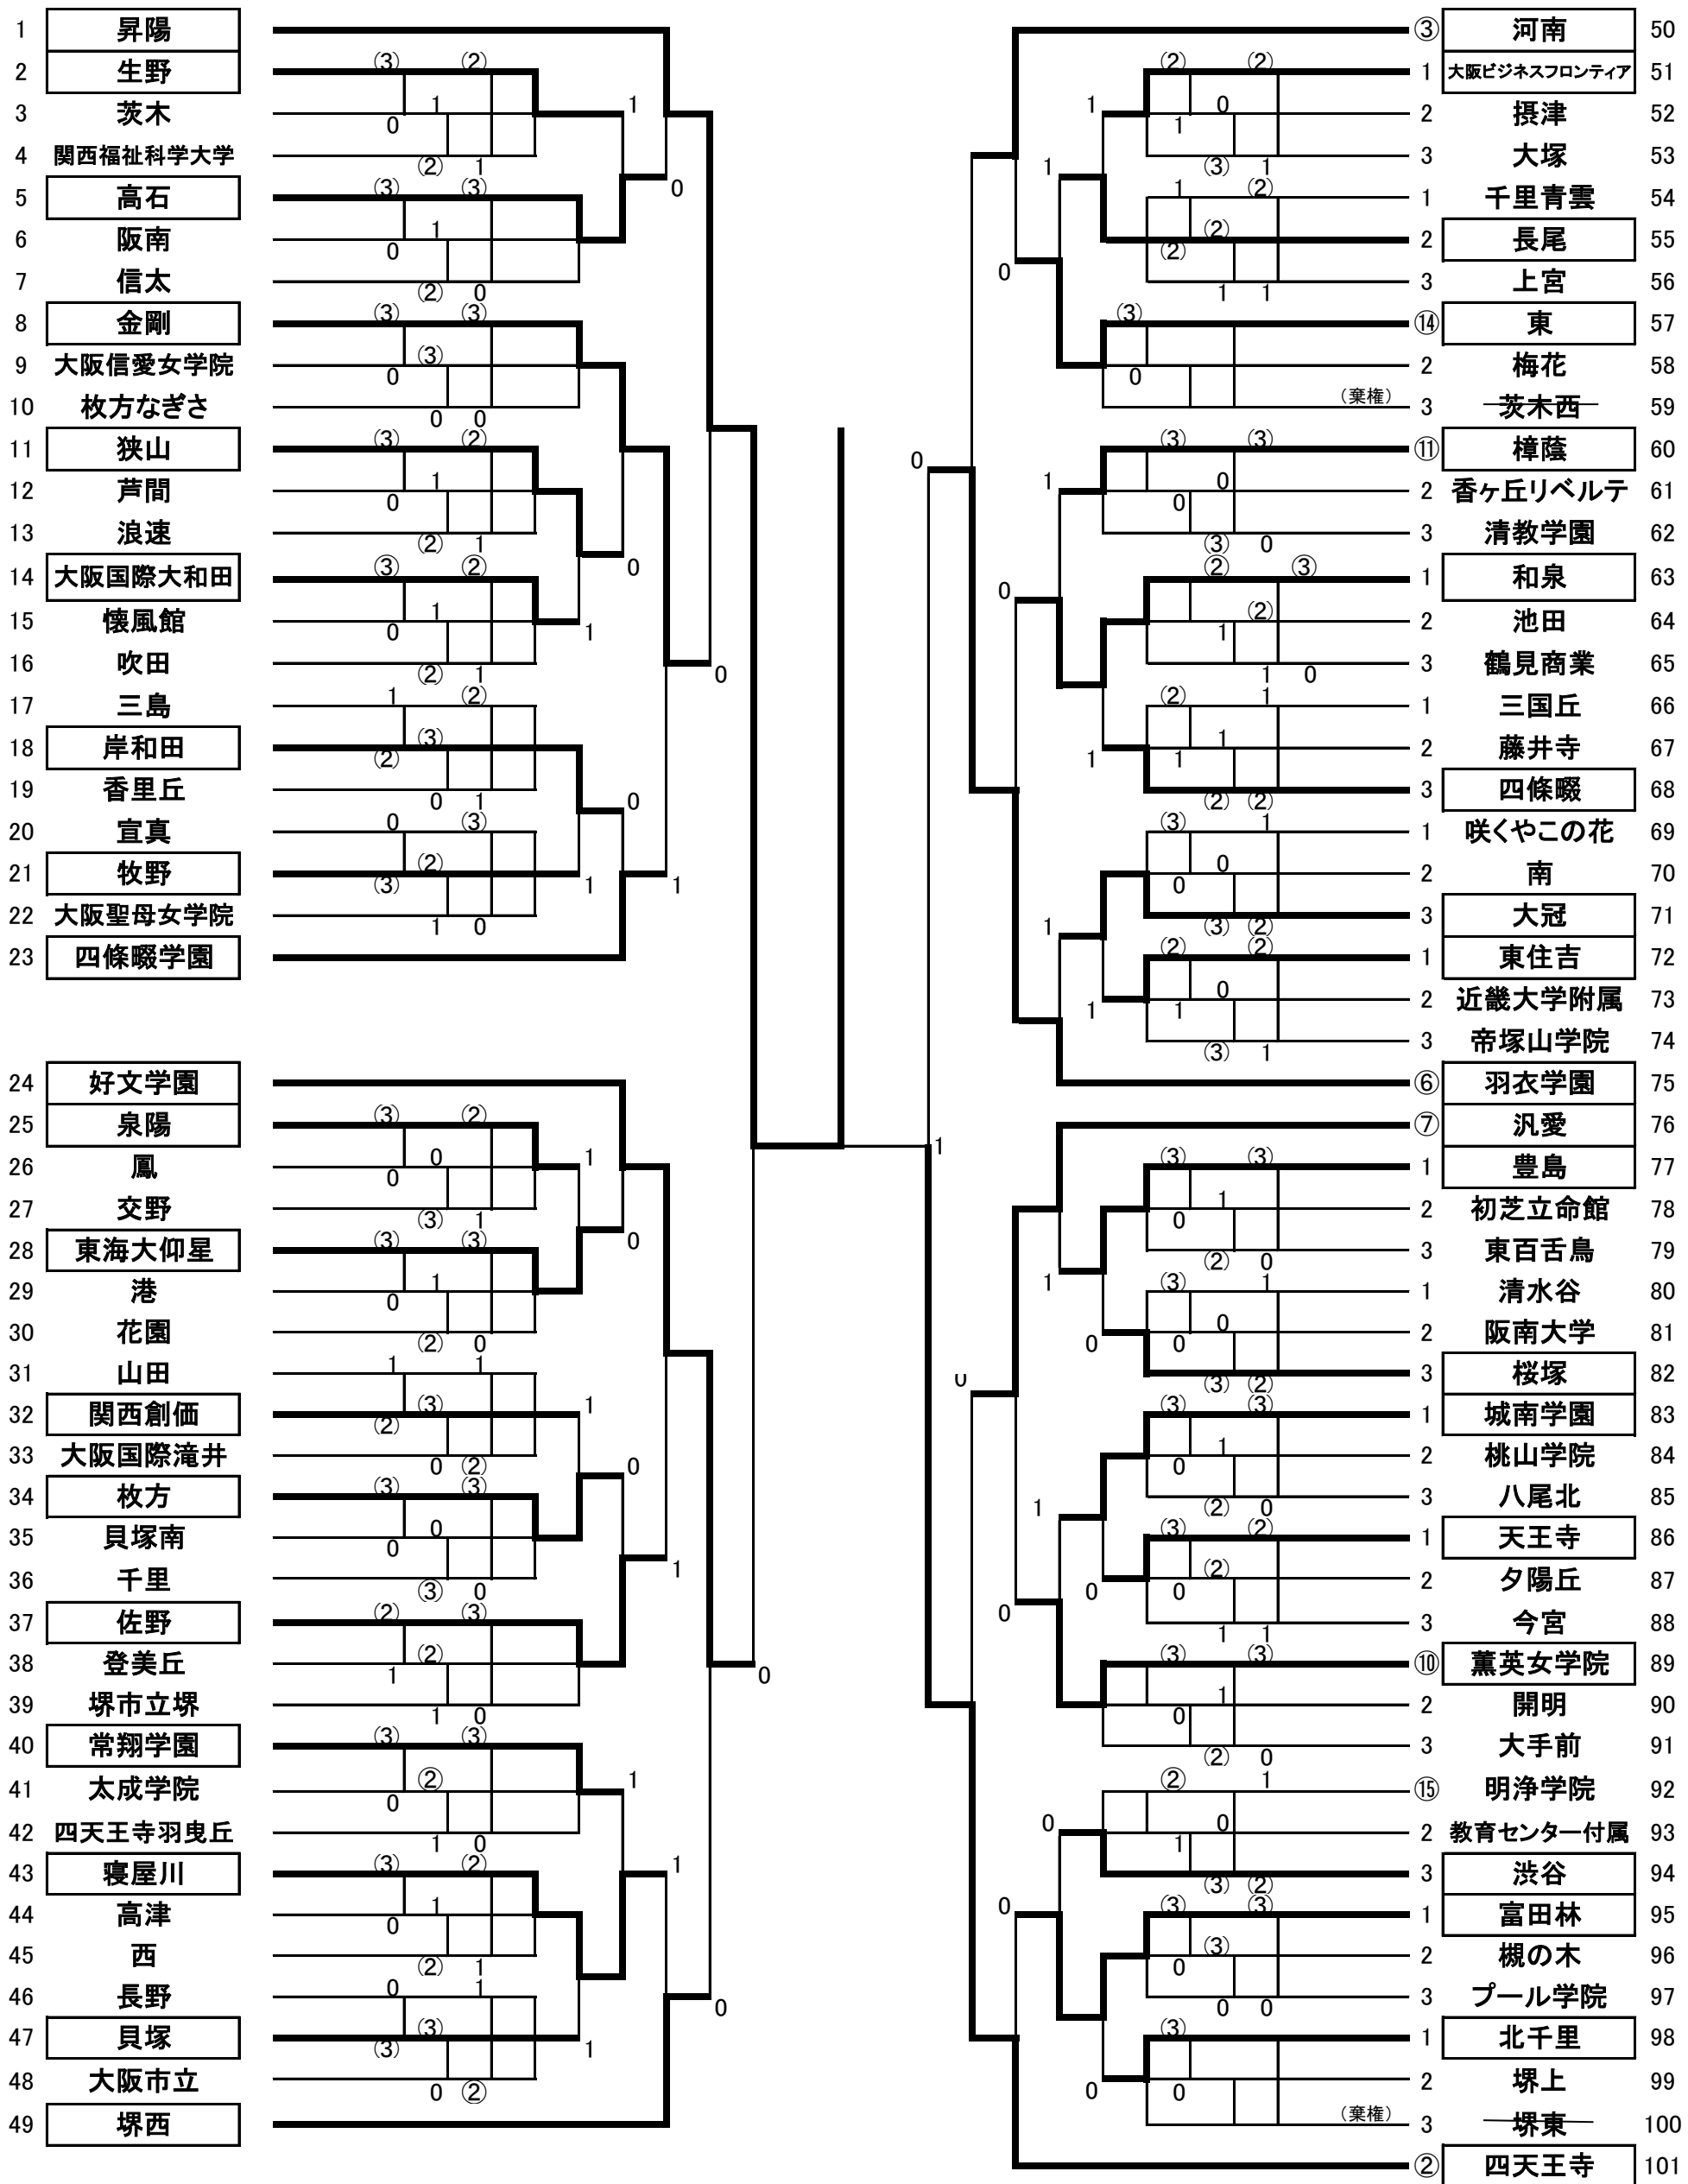 1 昇陽
2 生野
3 茨木
4 関西福祉科学大学
5 高石
6 阪南
7 信太
8 金剛
9 大阪信愛女学院
10 枚方なぎさ
11 狭山
12 芦間
13 浪速
14 大阪国際大和田
15 懐風館
16 吹田
17 三島
18 岸和田
19 香里丘
20 宣真
21 牧野
22 大阪聖母女学院
23 四條畷学園
24 好文学園
25 泉陽
26 鳳
27 交野
28 東海大仰星
29 港
30 花園
31 山田
32 関西創価
33 大阪国際滝井
34 枚方
35 貝塚南
36 千里
37 佐野
38 登美丘
39 堺市立堺
40 常翔学園
41 太成学院
42 四天王寺羽曳丘
43 寝屋川
44 高津
45 西
46 長野
47 貝塚
48 大阪市立
49 堺西
③ 河南 50
1 大阪ビジネスフロンティア 51
2 摂津 52
3 大塚 53
1 千里青雲 54
2 長尾 55
3 上宮 56
⑭ 東 57
2 梅花 58
(棄権) 3 茨木西 59
⑪ 樟蔭 60
2 香ヶ丘リベルテ 61
3 清教学園 62
1 和泉 63
2 池田 64
3 鶴見商業 65
1 三国丘 66
2 藤井寺 67
3 四條畷 68
1 咲くやこの花 69
2 南 70
3 大冠 71
1 東住吉 72
2 近畿大学附属 73
3 帝塚山学院 74
⑥ 羽衣学園 75
⑦ 汎愛 76
1 豊島 77
2 初芝立命館 78
3 東百舌鳥 79
1 清水谷 80
2 阪南大学 81
3 桜塚 82
1 城南学園 83
2 桃山学院 84
3 八尾北 85
1 天王寺 86
2 夕陽丘 87
3 今宮 88
⑩ 薫英女学院 89
2 開明 90
3 大手前 91
⑮ 明浄学院 92
2 教育センター付属 93
3 渋谷 94
1 富田林 95
2 槻の木 96
3 プール学院 97
1 北千里 98
2 堺上 99
(棄権) 3 堺東 100
② 四天王寺 101